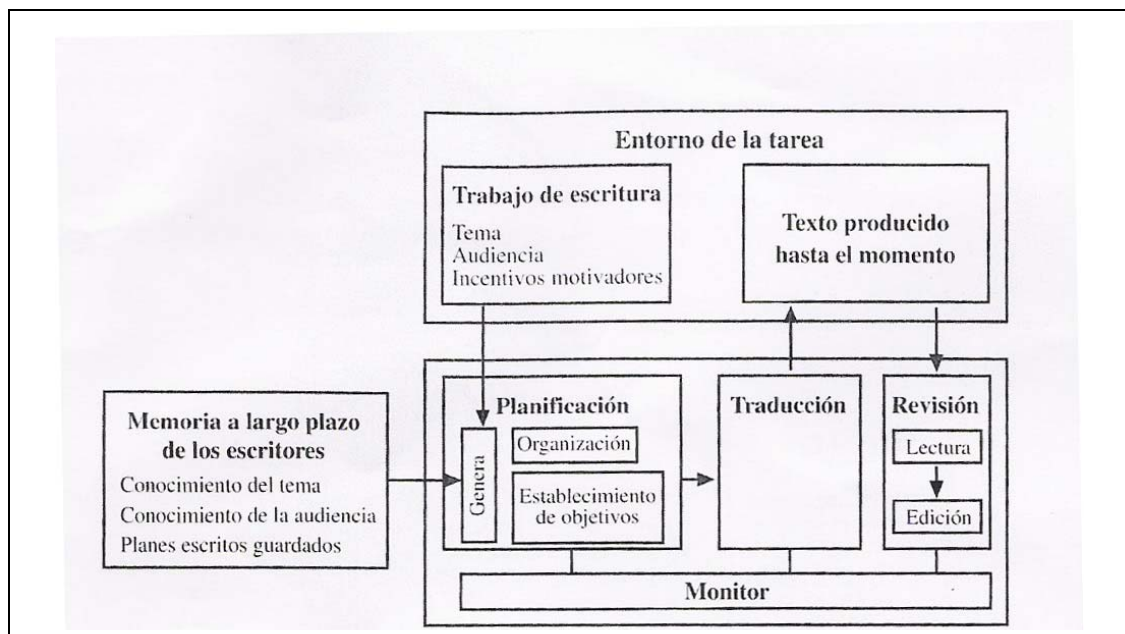 Entorno de la tarea
Trabajo de escritura
Tema
Audiencia
Incentivos motivadores
Texto producido
hasta el momento
Memoria a largo plazo
de los escritores
Conocimiento del tema
Conocimiento de la audiencia
Planes escritos guardados
Planificación
Genera
Organización
Establecimiento
de objetivos
Traducción
Revisión
Lectura
Edición
Monitor